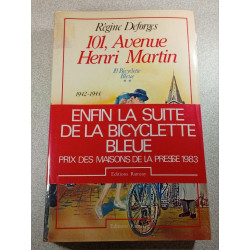 Régine Deforges
101, Avenue
Henri Martin
La Bicyclette
Bleue
**
1942-1944
ENFIN LA SUITE
DE LA BICYCLETTE
BLEUE
PRIX DES MAISONS DE LA PRESSE 1983
Éditions Ramsay